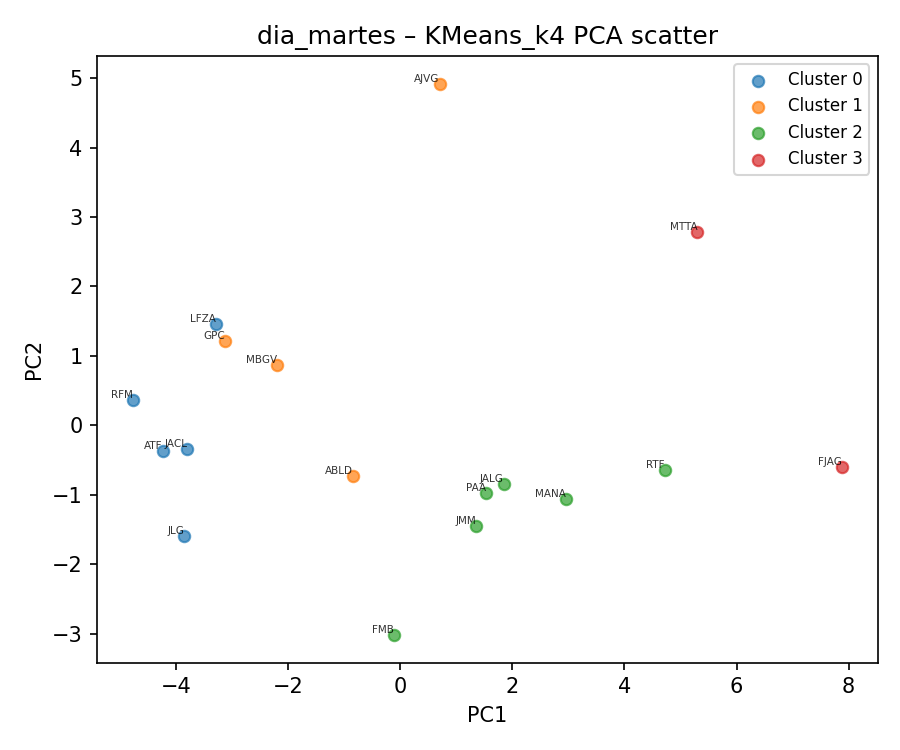 dia_martes – KMeans_k4 PCA scatter
Cluster 0
Cluster 1
Cluster 2
Cluster 3
AJVG
MTTA
LFZA
GPC
MBGV
RFM
ATF
JACL
JLG
ABLD
JALG
PAA
MANA
JMM
RTF
FJAG
FMB
5
4
3
2
1
0
−1
−2
−3
PC2
−4
−2
0
2
4
6
8
PC1